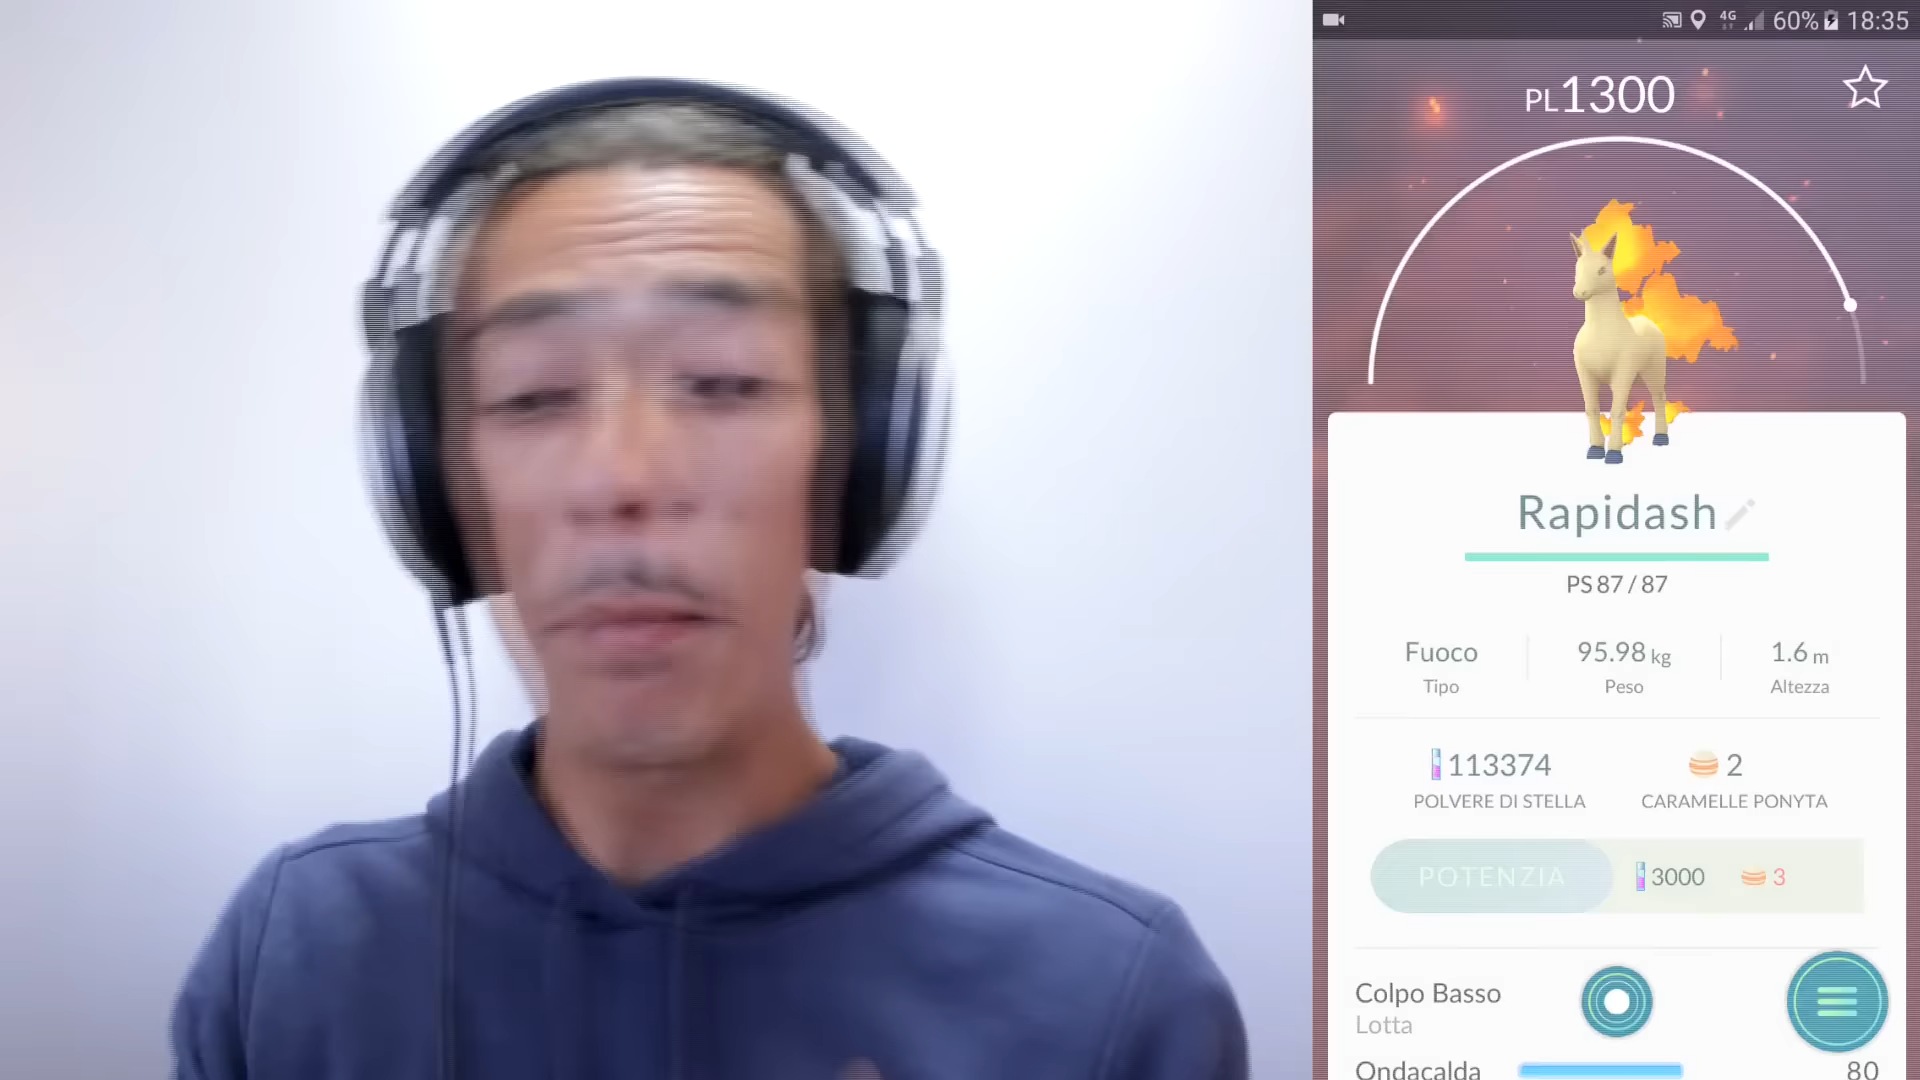 4G 60% 18:35
PL1300
Rapidash
PS 87 / 87
Fuoco 95.98 kg 1.6 m
Tipo Peso Altezza
113374 2
POLVERE DI STELLA CARAMELLE PONYTA
POTENZIA 3000 3
Colpo Basso
Lotta
Ondacalda 80